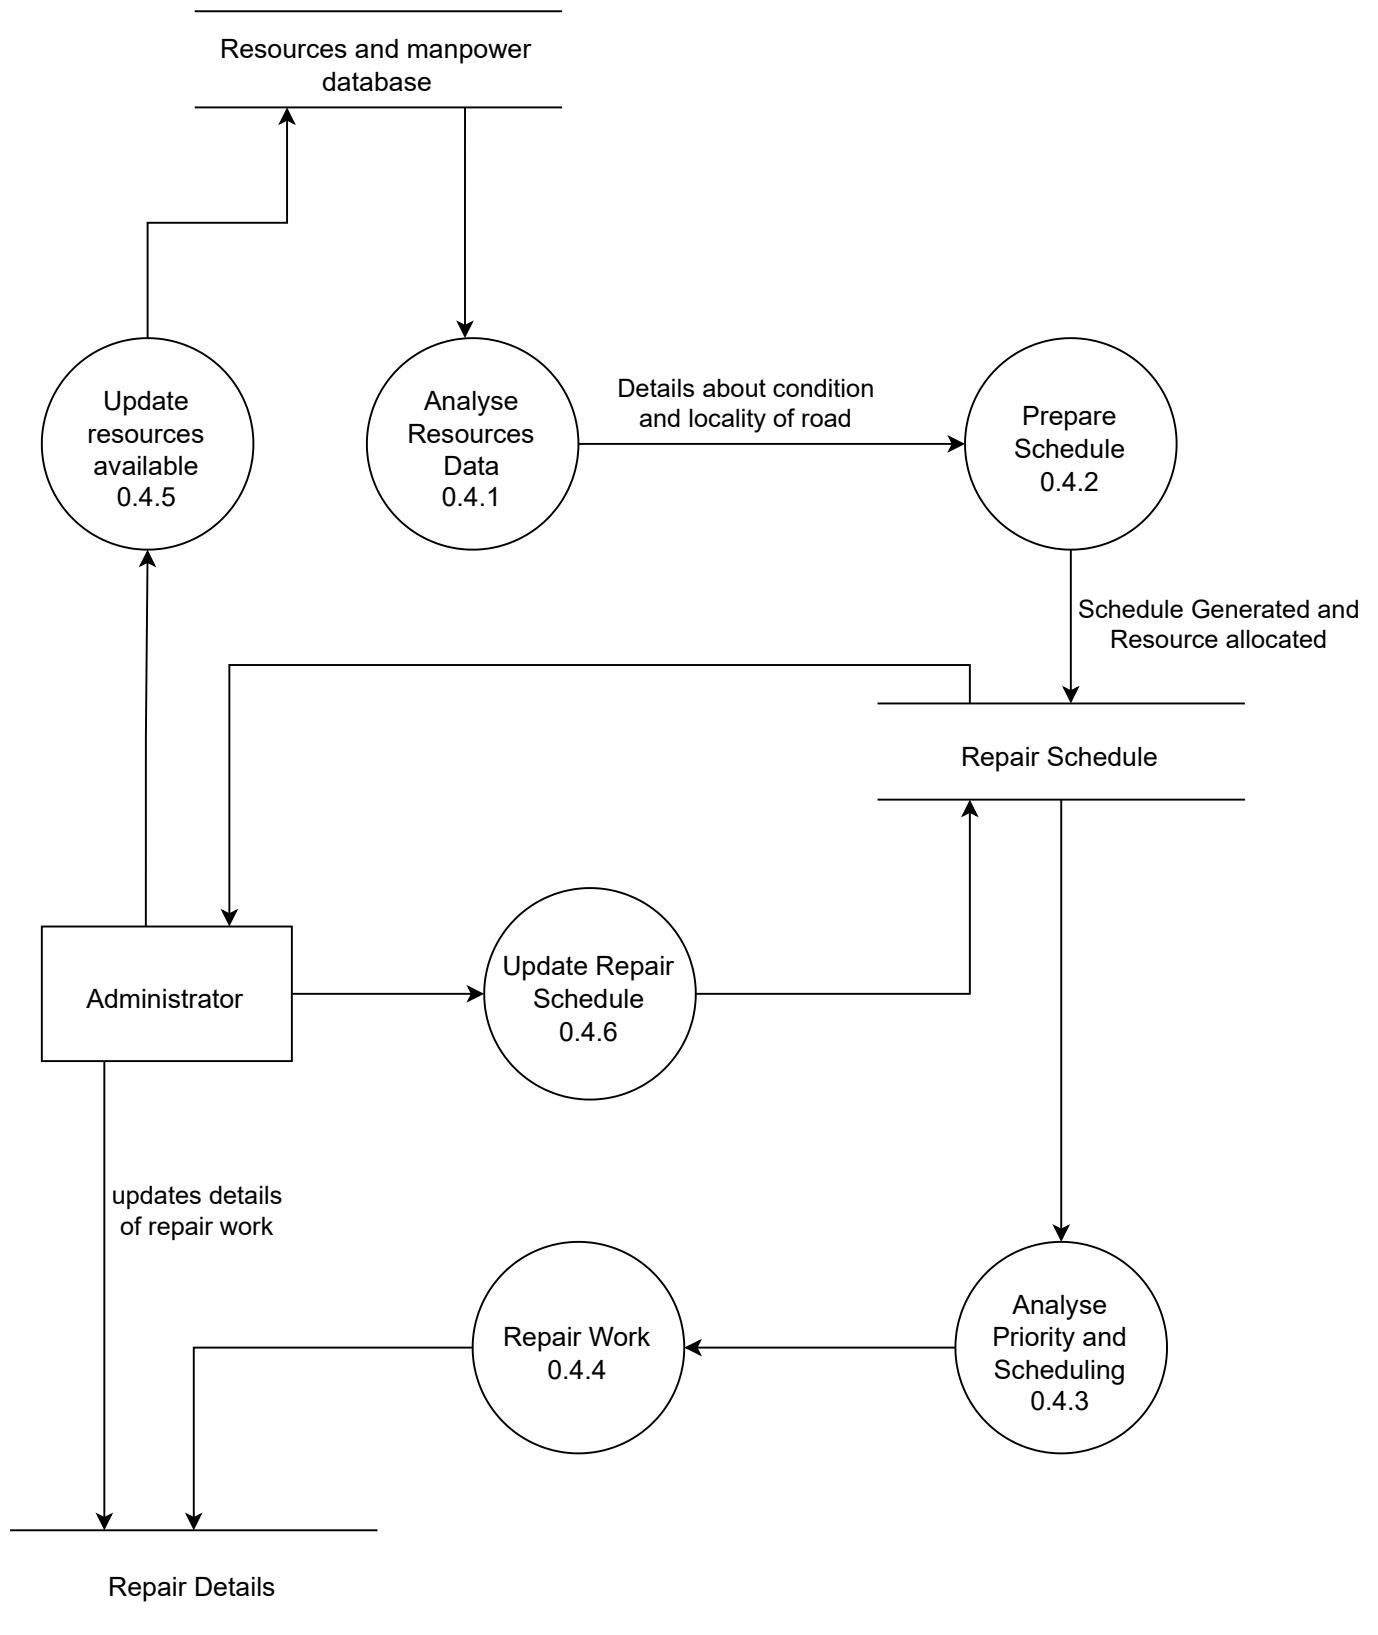 Resources and manpower
database
Update
resources
available
0.4.5
Analyse
Resources
Data
0.4.1
Details about condition
and locality of road
Prepare
Schedule
0.4.2
Schedule Generated and
Resource allocated
Repair Schedule
Administrator
Update Repair
Schedule
0.4.6
updates details
of repair work
Repair Work
0.4.4
Analyse
Priority and
Scheduling
0.4.3
Repair Details